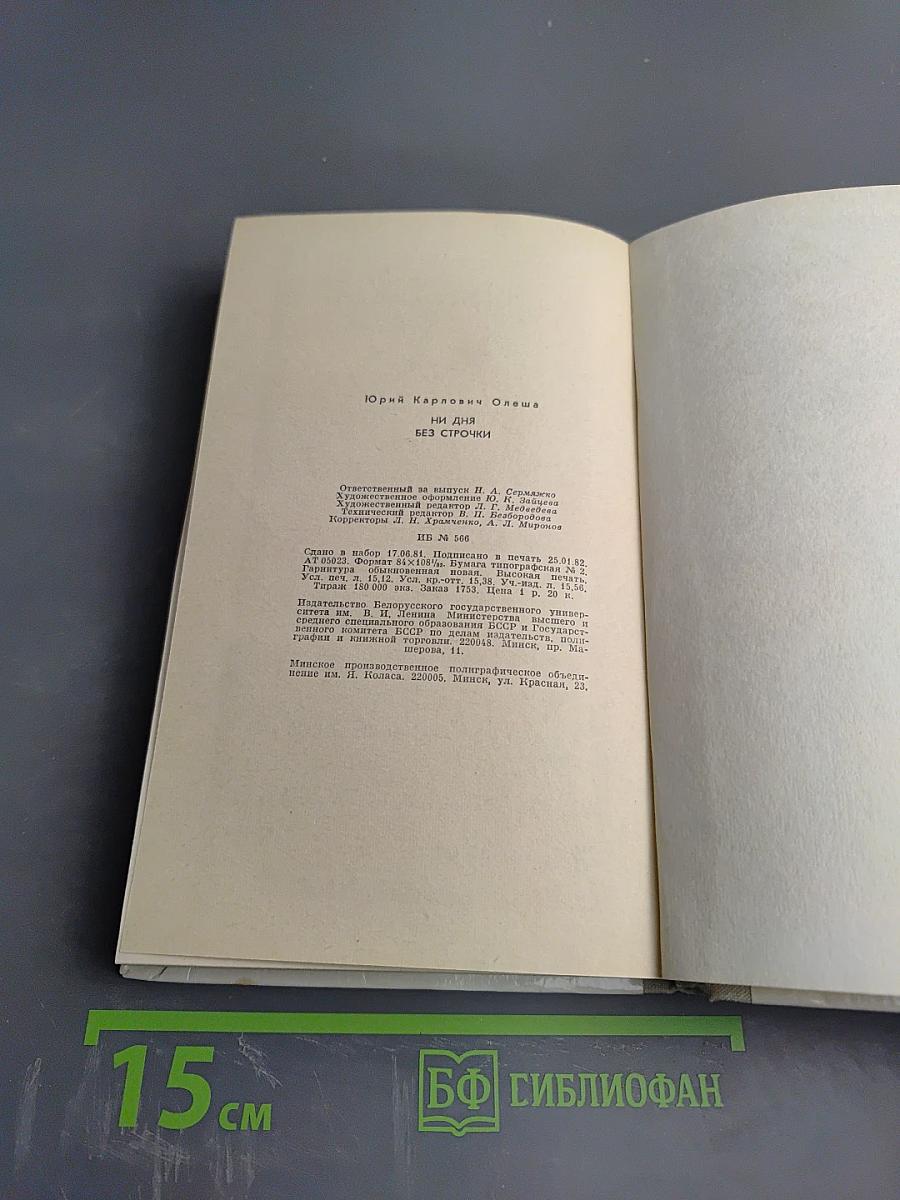 Юрий Карлович Олеша
НИ ДНЯ
БЕЗ СТРОЧКИ
Ответственный за выпуск Н. А. Сермяжко
Художественное оформление Ю. К. Зайцева
Художественный редактор Л. Г. Медведева
Технический редактор В. П. Безбородова
Корректоры Л. Н. Храмченко, А. Л. Миронов
ИБ № 566
Сдано в набор 17.06.81. Подписано в печать 25.01.82.
АТ 05023. Формат 84×108¹/₃₂. Бумага типографская № 2.
Гарнитура обыкновенная новая. Высокая печать.
Усл. печ. л. 15,12. Усл. кр.-отт. 15,38. Уч.-изд. л. 15,56.
Тираж 180 000 экз. Заказ 1753. Цена 1 р. 20 к.
Издательство Белорусского государственного универ-
ситета им. В. И. Ленина Министерства высшего и
среднего специального образования БССР и Государст-
венного комитета БССР по делам издательств, поли-
графии и книжной торговли. 220048. Минск, пр. Ма-
шерова, 11.
Минское производственное полиграфическое объеди-
нение им. Я. Коласа. 220005, Минск, ул. Красная, 23.
15 СМ
БФ СИБЛИОФАН